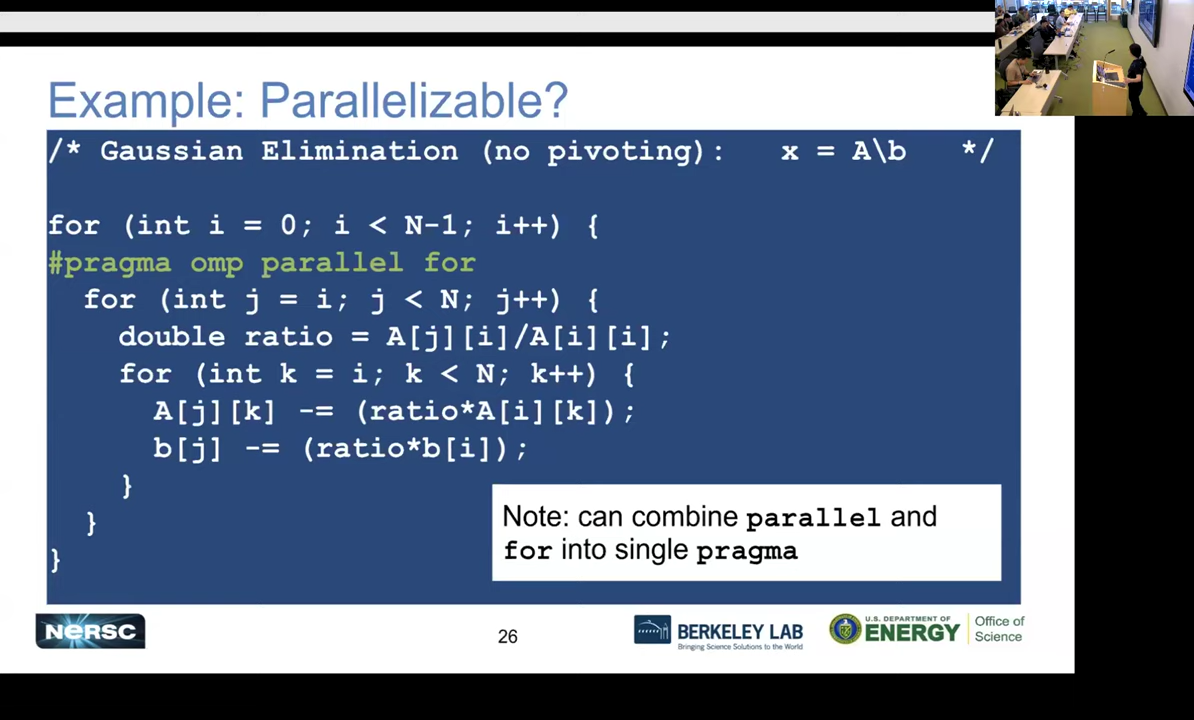 Example: Parallelizable?
/* Gaussian Elimination (no pivoting): x = A\b */
for (int i = 0; i < N-1; i++) {
#pragma omp parallel for
for (int j = i; j < N; j++) {
double ratio = A[j][i]/A[i][i];
for (int k = i; k < N; k++) {
A[j][k] -= (ratio*A[i][k]);
b[j] -= (ratio*b[i]);
}
}
}
Note: can combine parallel and
for into single pragma
NERSC
26
BERKELEY LAB
Bringing Science Solutions to the World
U.S. DEPARTMENT OF
ENERGY
Office of
Science